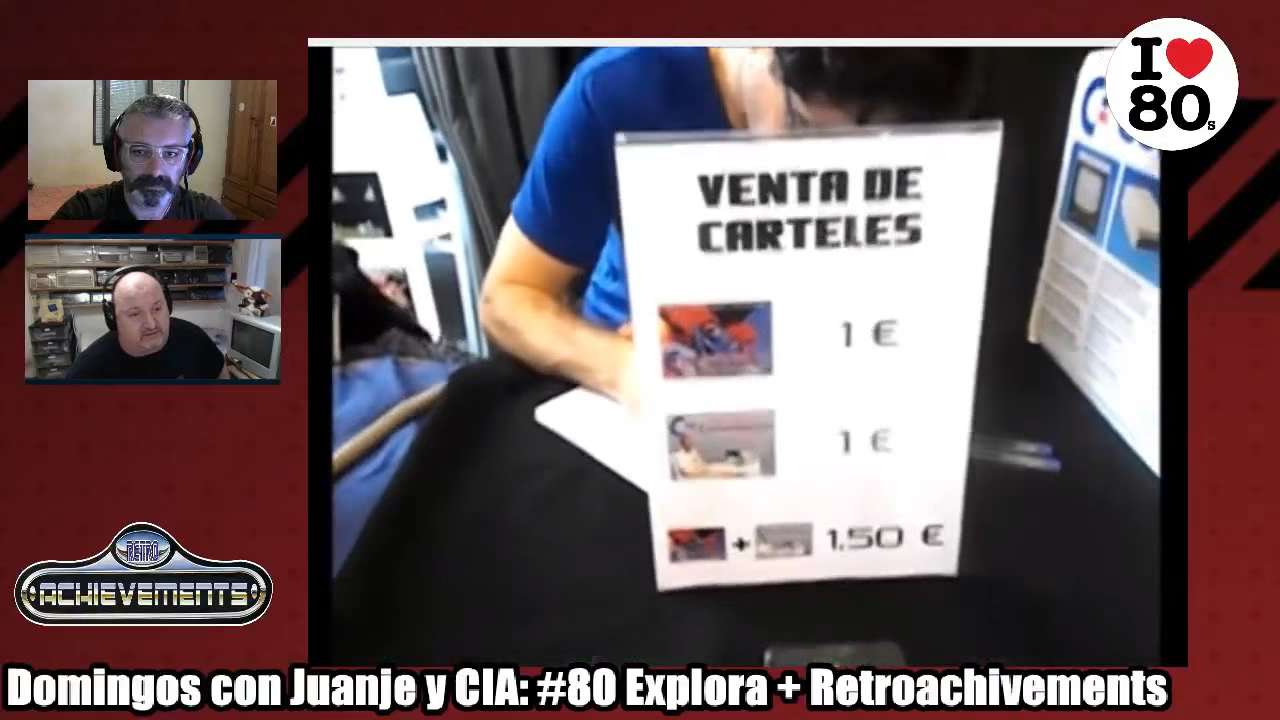 I ♥
80s
VENTA DE
CARTELES
1 €
1 €
+ 1.50 €
RETRO
ACHIEVEMENTS
Domingos con Juanje y CIA: #80 Explora + Retroachivements